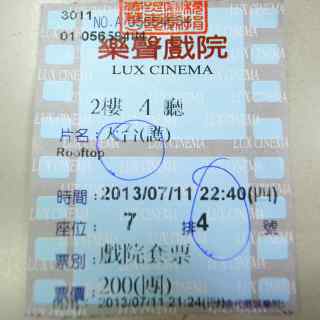 3011
01-056594
樂聲戲院
LUX CINEMA
2樓 4 廳
片名:天台(護)
Rooftop
時間:2013/07/11 22:40(四)
座位: 7 排4 號
票別:戲院套票
票價:200(團)
2013/07/11 21:24